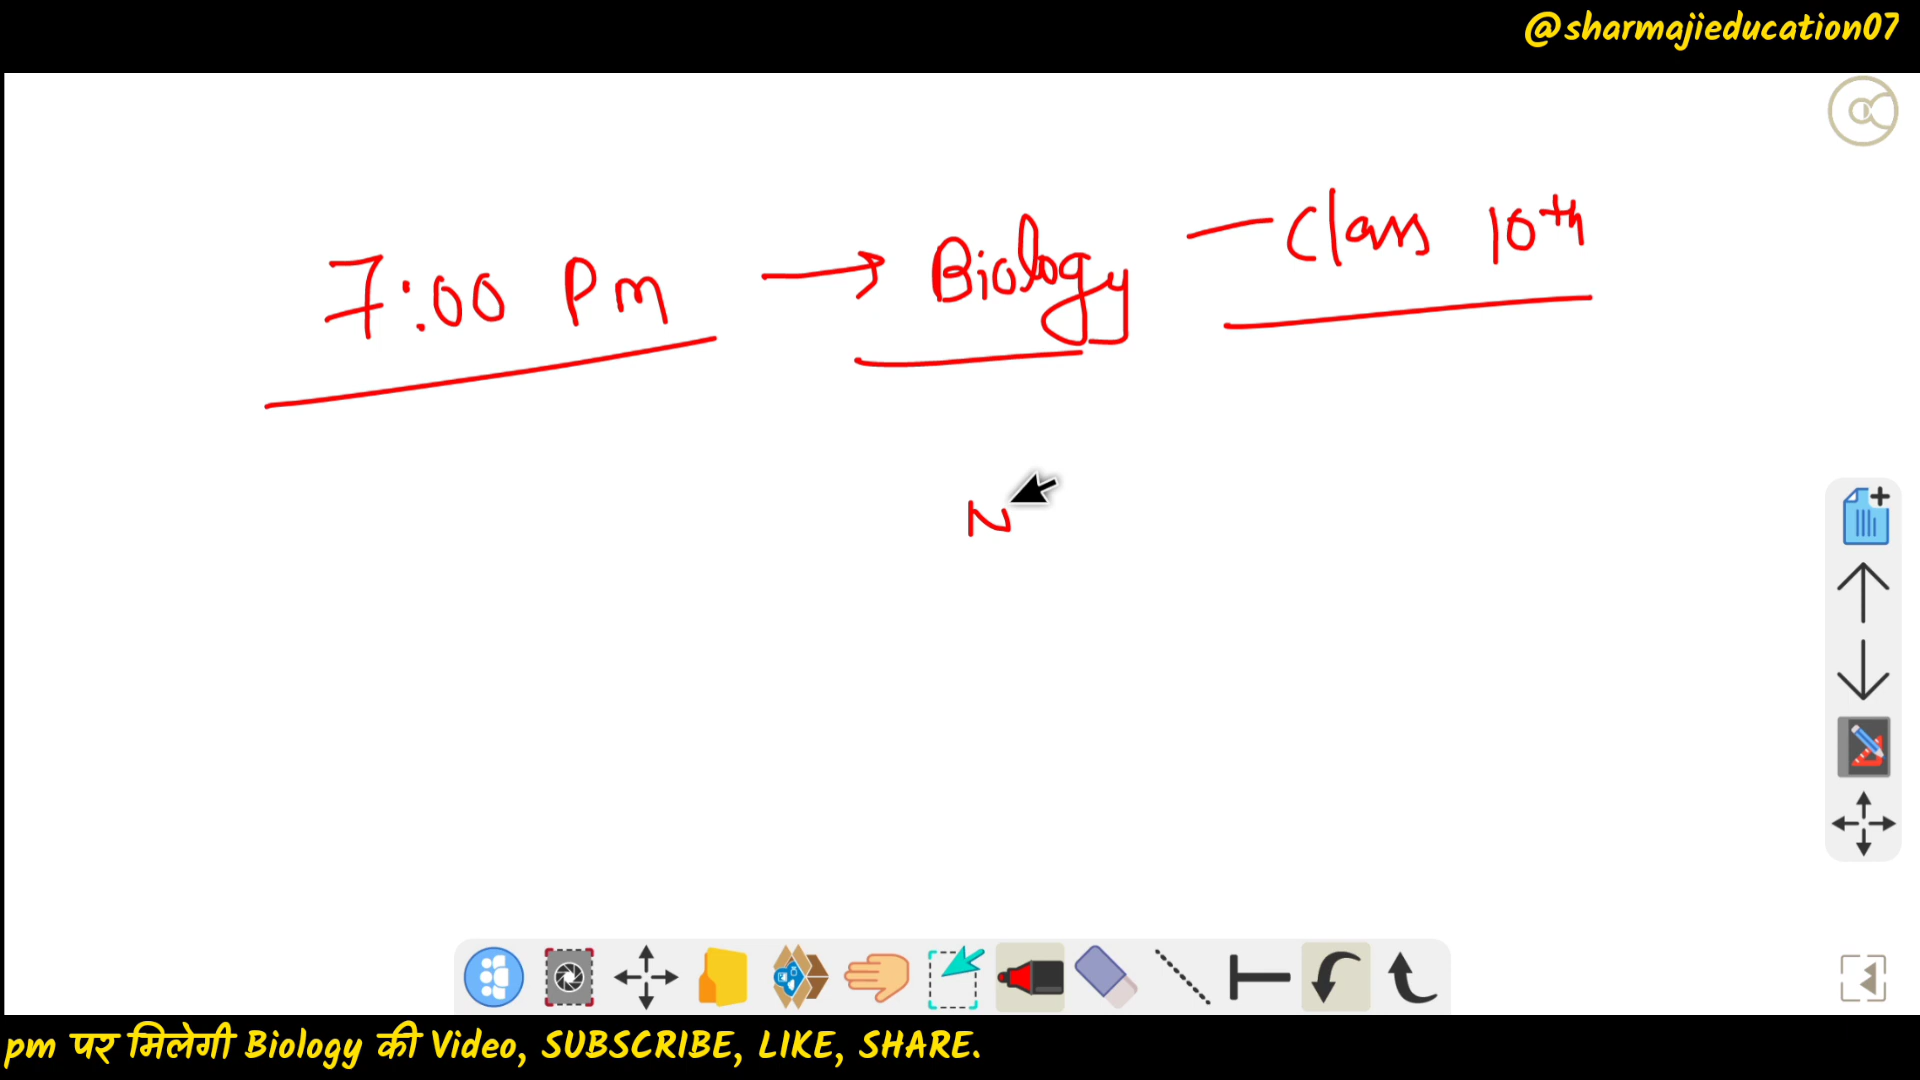 @sharmajieducation07
7:00 Pm → Biology — Class 10th
N
pm पर मिलेगी Biology की Video, SUBSCRIBE, LIKE, SHARE.